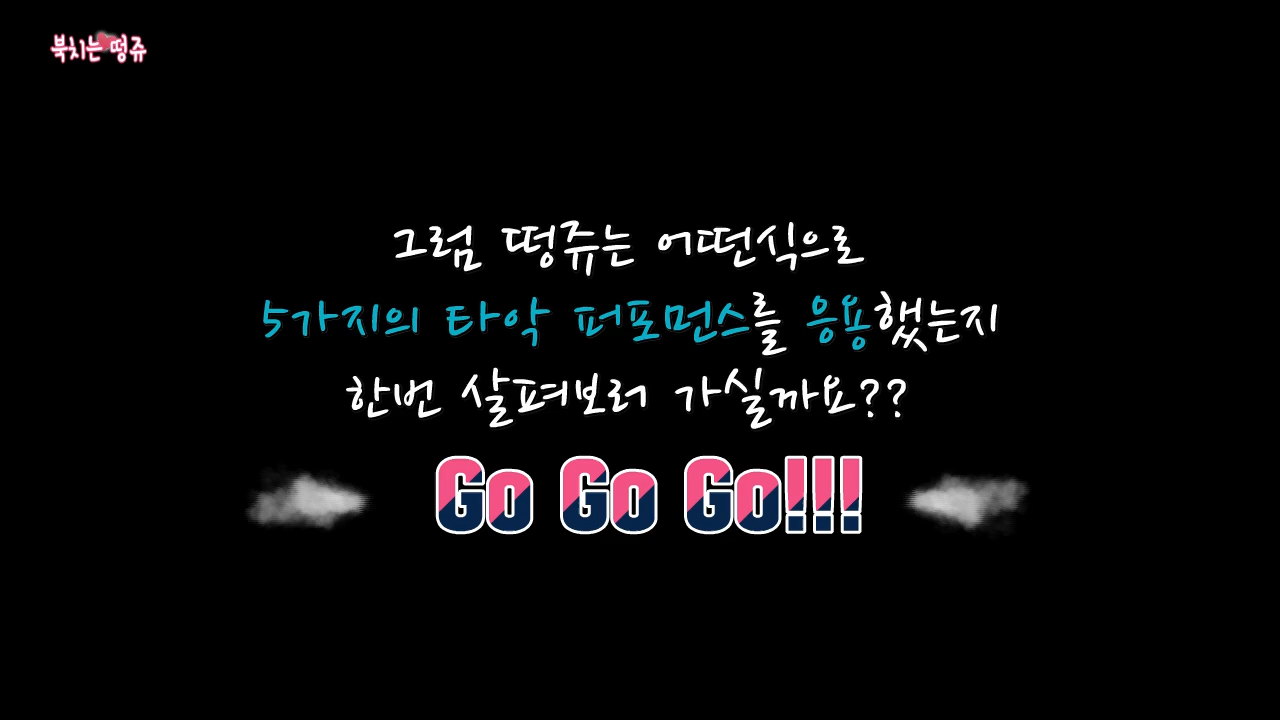 북치는 떵쥬
그럼 떵쥬는 어떤식으로
5가지의 타악 퍼포먼스를 응용했는지
한번 살펴보러 가실까요??
Go Go Go!!!